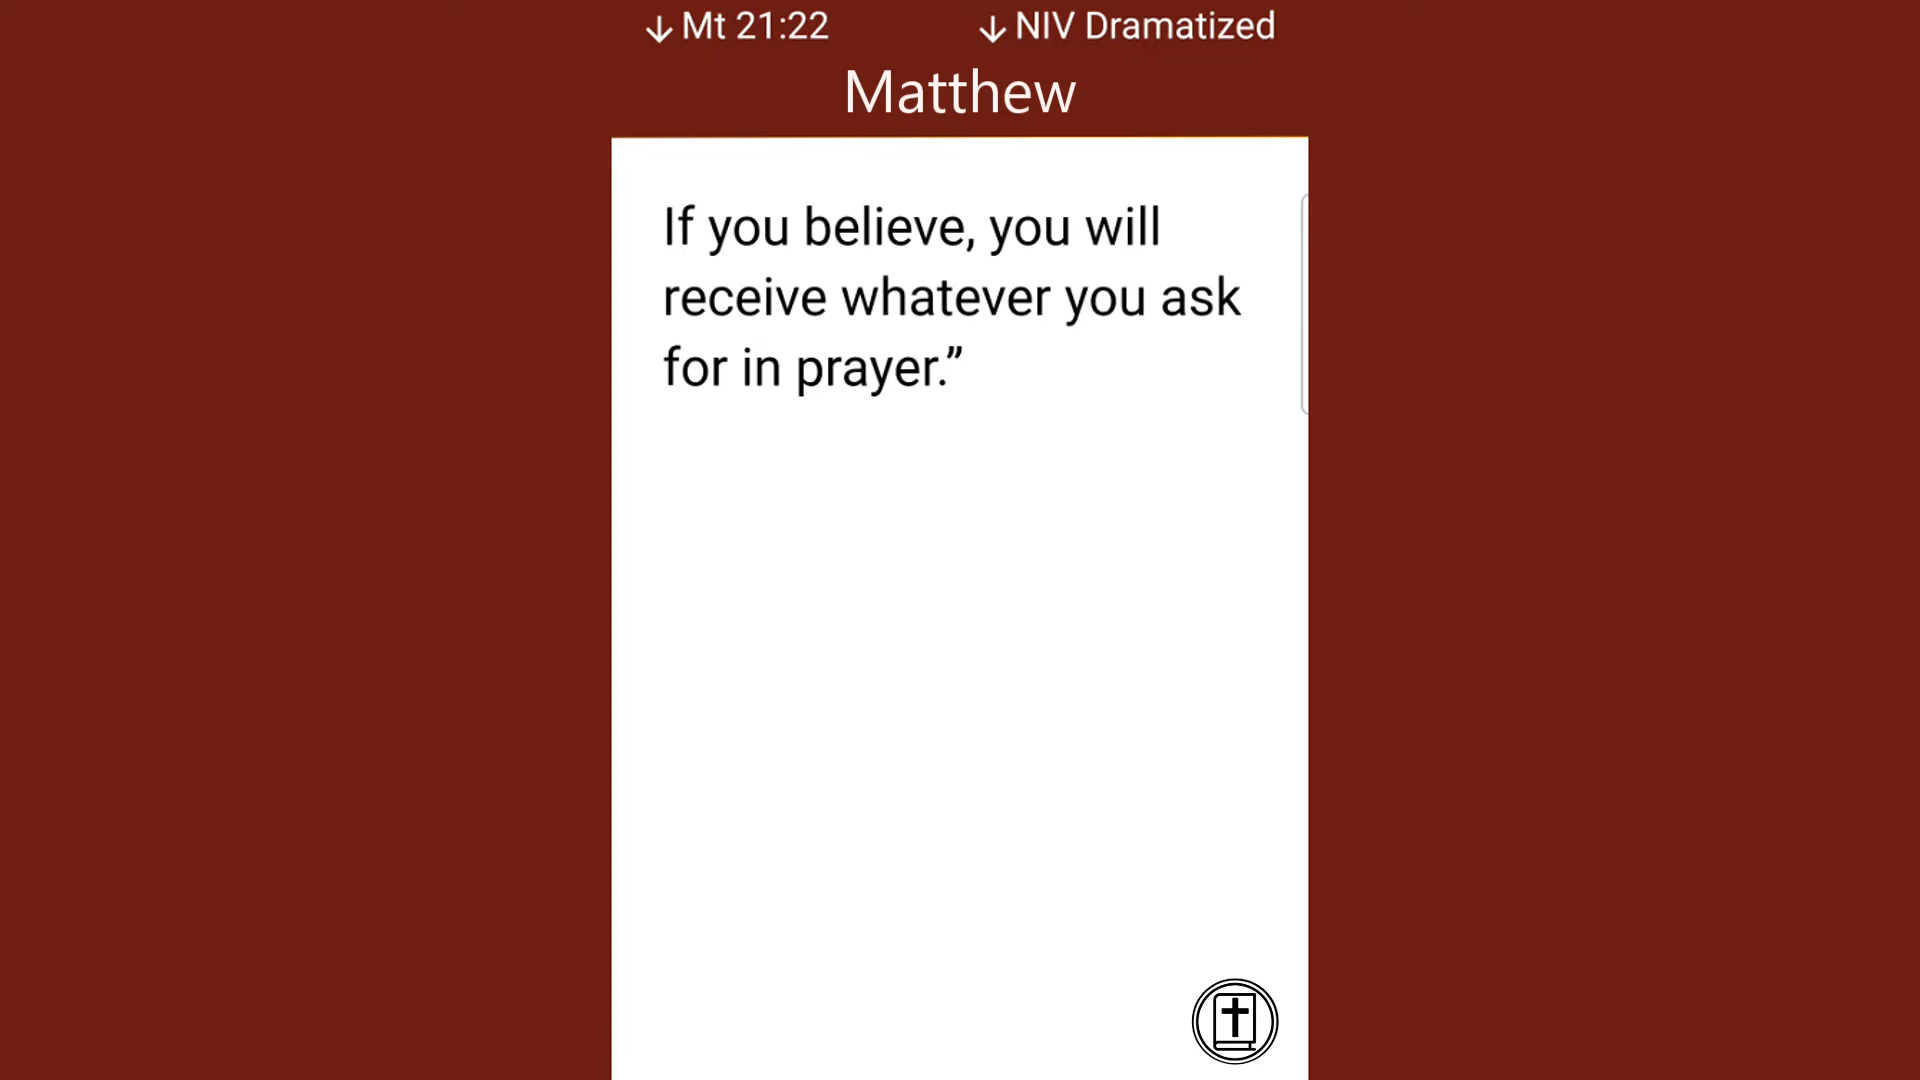 ↓ Mt 21:22 ↓ NIV Dramatized
Matthew
If you believe, you will
receive whatever you ask
for in prayer.”